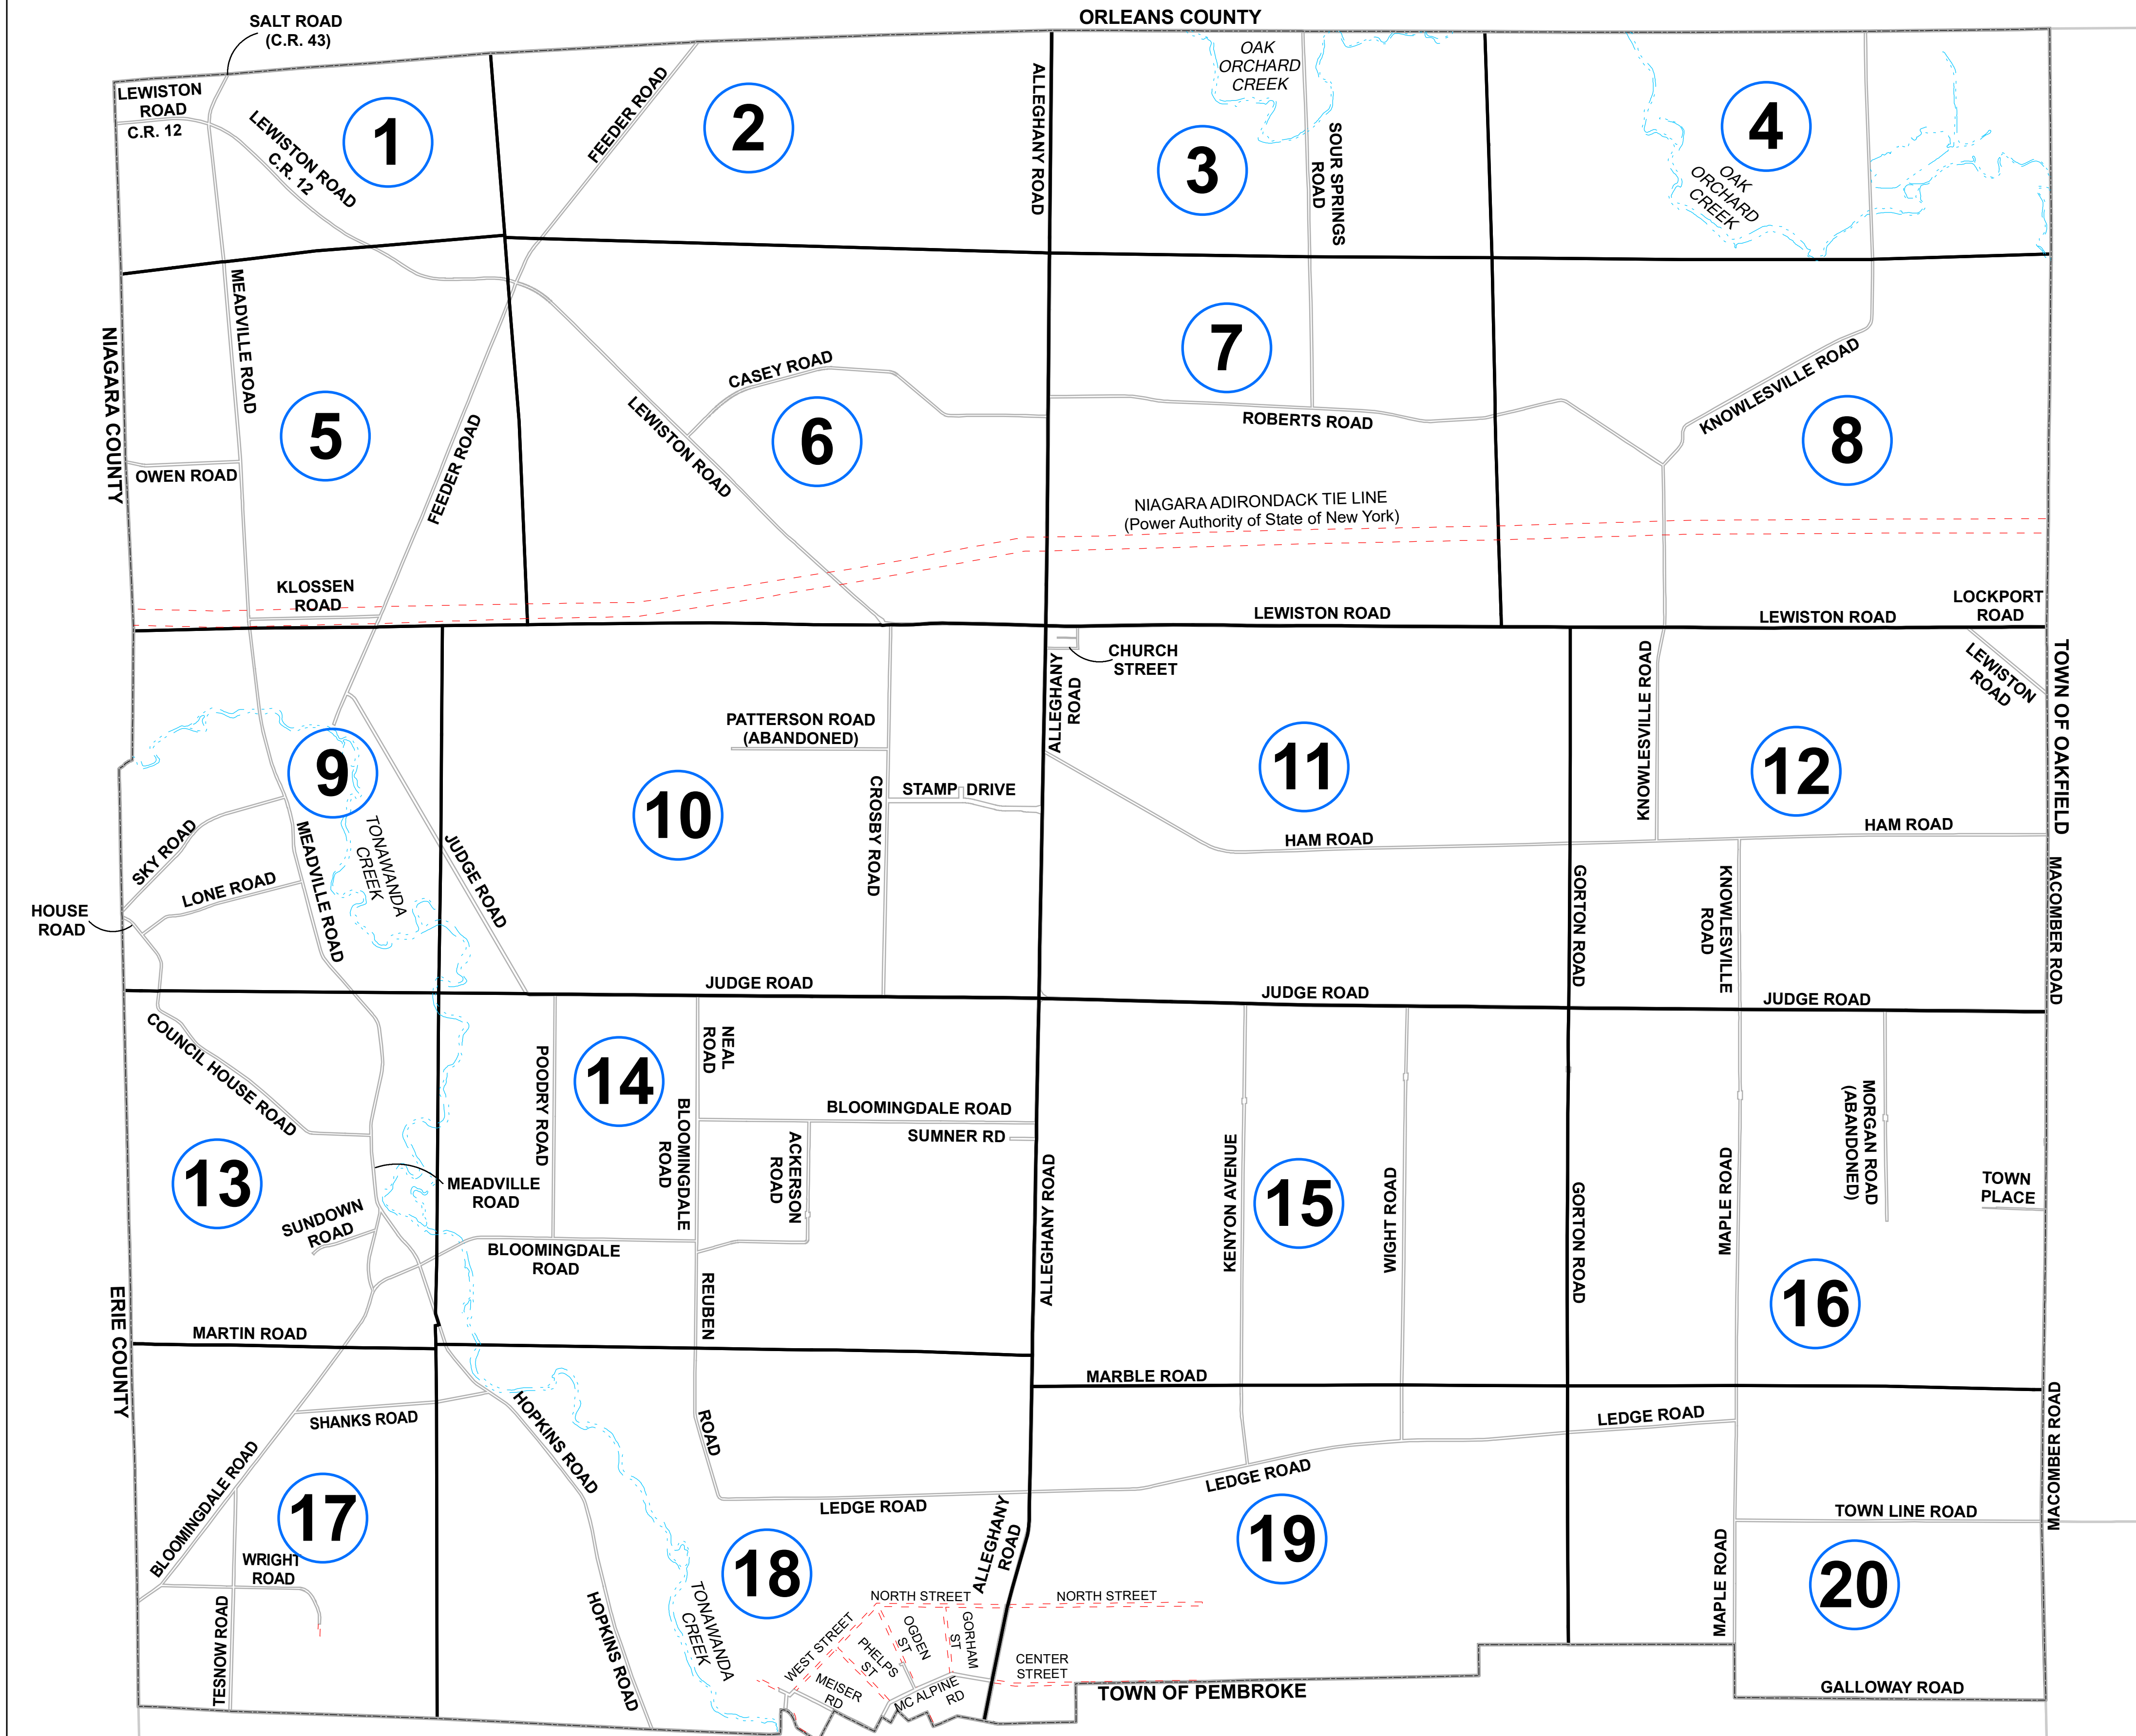 ORLEANS COUNTY
SALT ROAD
(C.R. 43)
LEWISTON
ROAD
C.R. 12
LEWISTON ROAD
C.R. 12
1
FEEDER ROAD
2
ALLEGHANY ROAD
OAK
ORCHARD
CREEK
3
SOUR SPRINGS
ROAD
4
OAK
ORCHARD
CREEK
NIAGARA COUNTY
MEADVILLE ROAD
5
OWEN ROAD
FEEDER ROAD
KLOSSEN
ROAD
CASEY ROAD
LEWISTON ROAD
6
7
ROBERTS ROAD
KNOWLESVILLE ROAD
8
NIAGARA ADIRONDACK TIE LINE
(Power Authority of State of New York)
LEWISTON ROAD
LEWISTON ROAD
LOCKPORT
ROAD
LEWISTON
ROAD
TOWN OF OAKFIELD
CHURCH
STREET
ALLEGHANY
ROAD
9
TONAWANDA
CREEK
SKY ROAD
LONE ROAD
HOUSE
ROAD
MEADVILLE ROAD
JUDGE ROAD
PATTERSON ROAD
(ABANDONED)
10
CROSBY ROAD
STAMP DRIVE
JUDGE ROAD
11
HAM ROAD
JUDGE ROAD
GORTON ROAD
KNOWLESVILLE ROAD
12
HAM ROAD
KNOWLESVILLE
ROAD
JUDGE ROAD
MACOMBER ROAD
COUNCIL HOUSE ROAD
13
MEADVILLE
ROAD
SUNDOWN
ROAD
ERIE COUNTY
MARTIN ROAD
POODRY ROAD
14
NEAL
ROAD
BLOOMINGDALE
ROAD
BLOOMINGDALE ROAD
SUMNER RD
ACKERSON
ROAD
BLOOMINGDALE
ROAD
REUBEN
ROAD
ALLEGHANY ROAD
KENYON AVENUE
15
WIGHT ROAD
GORTON ROAD
MAPLE ROAD
MORGAN ROAD
(ABANDONED)
TOWN
PLACE
16
MARBLE ROAD
SHANKS ROAD
BLOOMINGDALE ROAD
17
WRIGHT
ROAD
TESNOW ROAD
HOPKINS ROAD
HOPKINS ROAD
TONAWANDA
CREEK
18
LEDGE ROAD
ALLEGHANY
ROAD
LEDGE ROAD
LEDGE ROAD
19
MACOMBER ROAD
TOWN LINE ROAD
MAPLE ROAD
20
GALLOWAY ROAD
NORTH STREET
NORTH STREET
WEST STREET
PHELPS
ST
OGDEN
ST
GORHAM
ST
MEISER
RD
MC ALPINE
RD
CENTER
STREET
TOWN OF PEMBROKE